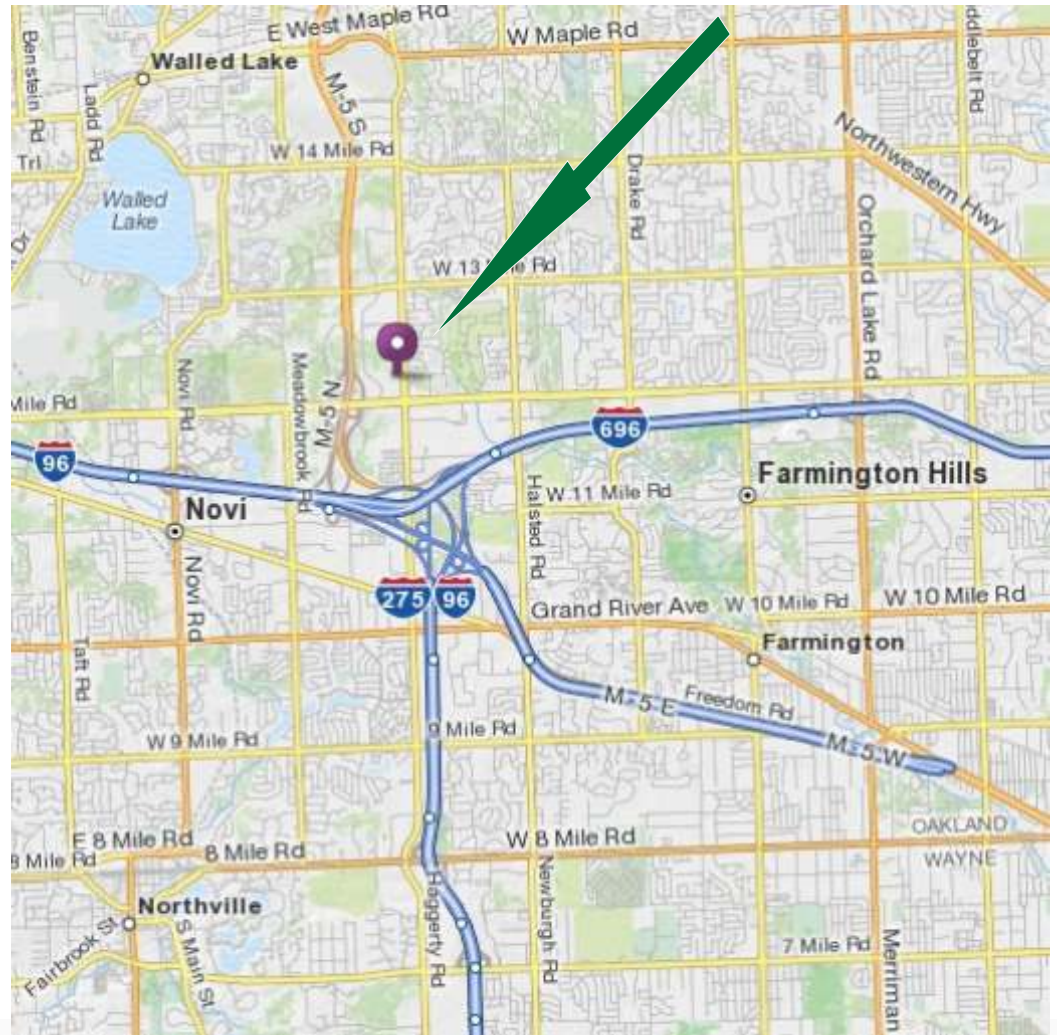 E West Maple Rd
W Maple Rd
Benstein Rd
Walled Lake
Ladd Rd
M-5 S
W 14 Mile Rd
Trl
Northwestern Hwy
Drake Rd
Walled
Lake
Dr
Orchard Lake Rd
W 13
Rd
Novi Rd
Meadowbrook Rd
M-5 N
Mile Rd
696
96
Farmington Hills
Halsted Rd
W 11 Mile Rd
Novi
Novi Rd
275
96
Grand River Ave
W 10 Mile Rd
W 10 Mile Rd
Farmington
Taft Rd
M-5 E
Freedom Rd
9 Mile Rd
W 9 Mile Rd
M-5 W
OAKLAND
WAYNE
E 8 Mile Rd
8 Mile Rd
8 Mile Rd
W 8 Mile Rd
Haggerty Rd
Newburgh Rd
Northville
Fairbrook St
S Main St
7 Mile Rd
Merriman